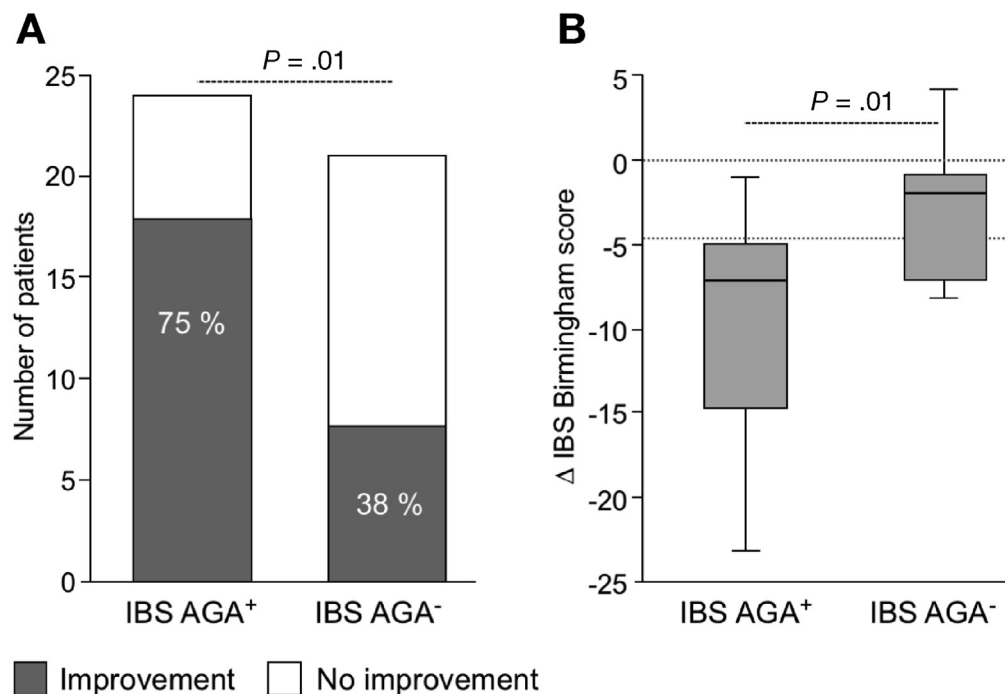 A
P = .01
25
20
15
10
5
0
Number of patients
75 %
38 %
IBS AGA⁺
IBS AGA⁻
Improvement
No improvement
B
P = .01
5
0
-5
-10
-15
-20
-25
Δ IBS Birmingham score
IBS AGA⁺
IBS AGA⁻